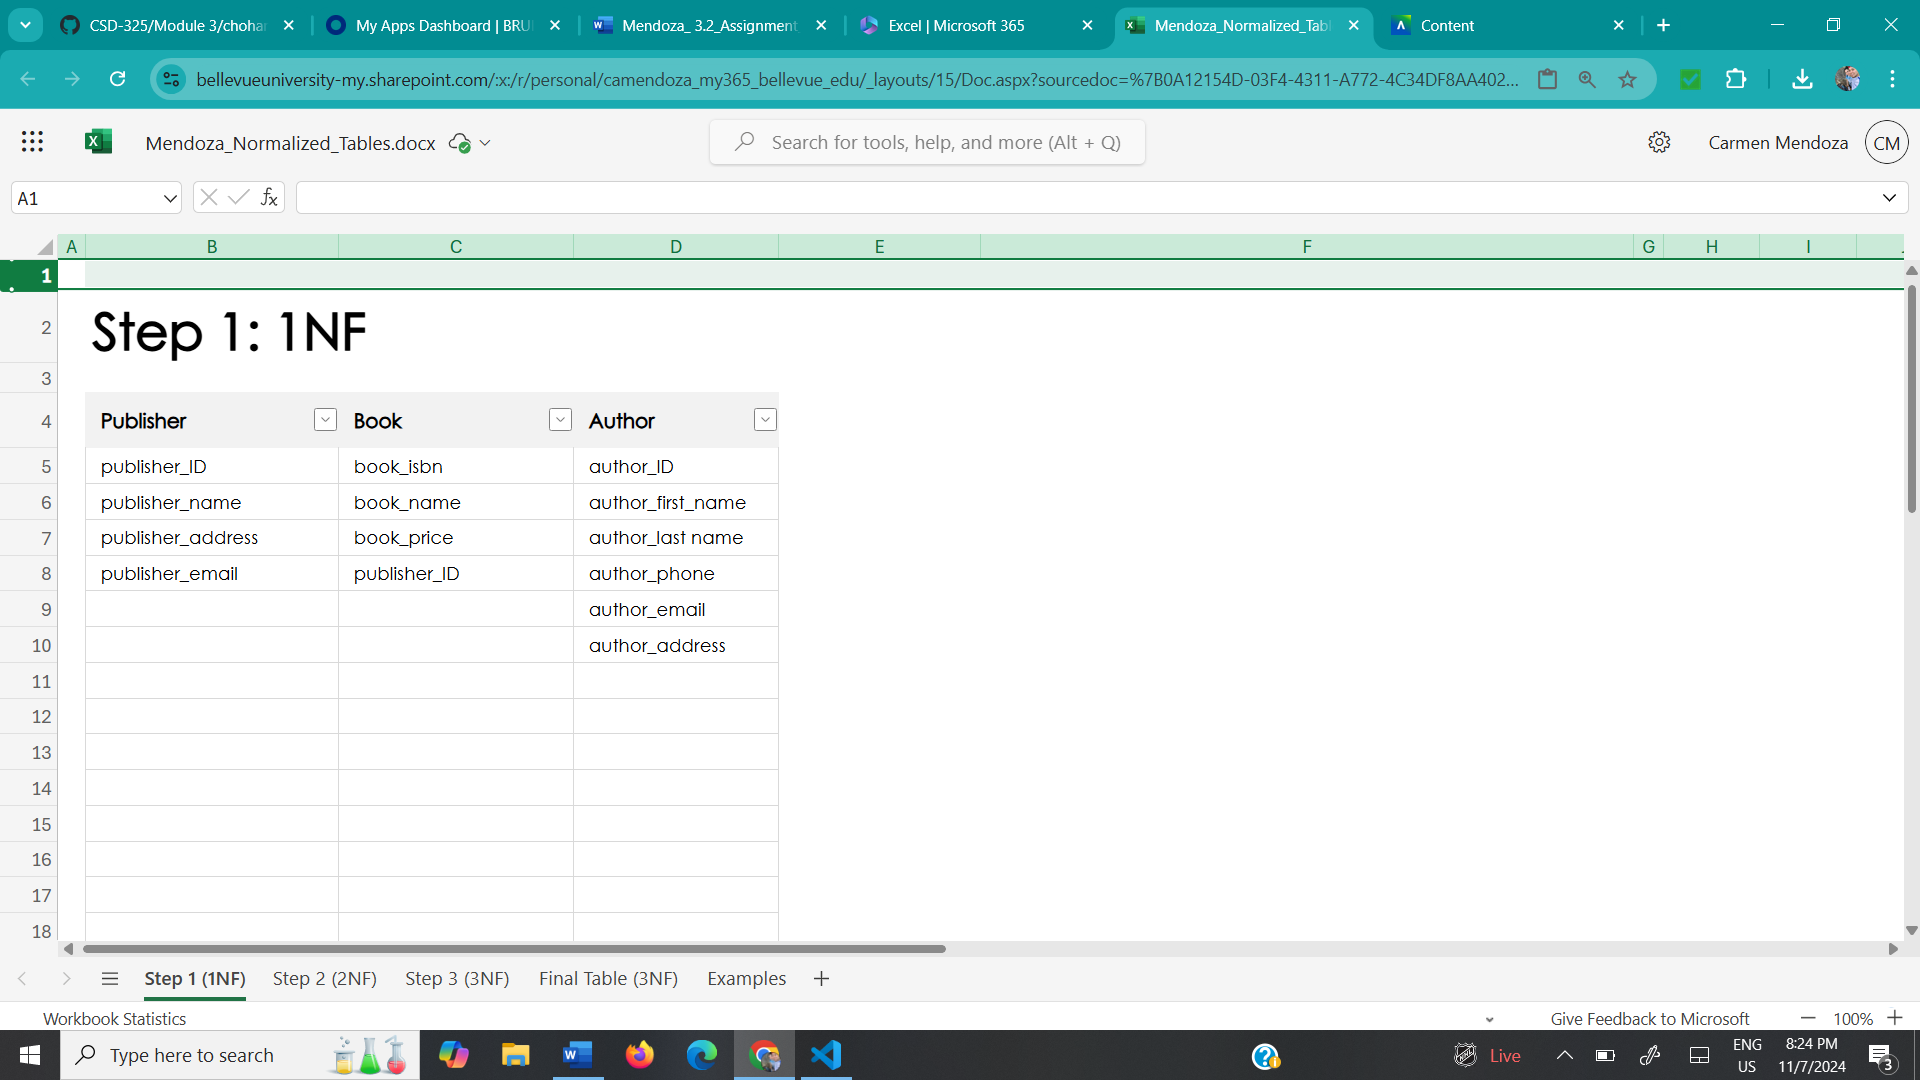 CSD-325/Module 3/chohar
My Apps Dashboard | BRUI
Mendoza_ 3.2_Assignment
Excel | Microsoft 365
Mendoza_Normalized_Tabl
Content
bellevueuniversity-my.sharepoint.com/:x:/r/personal/camendoza_my365_bellevue_edu/_layouts/15/Doc.aspx?sourcedoc=%7B0A12154D-03F4-4311-A772-4C34DF8AA402...
Mendoza_Normalized_Tables.docx
Search for tools, help, and more (Alt + Q)
Carmen Mendoza
CM
A1
fx
A B C D E F G H I
1
2 Step 1: 1NF
3
4 Publisher Book Author
5 publisher_ID book_isbn author_ID
6 publisher_name book_name author_first_name
7 publisher_address book_price author_last name
8 publisher_email publisher_ID author_phone
9 author_email
10 author_address
11
12
13
14
15
16
17
18
Step 1 (1NF) Step 2 (2NF) Step 3 (3NF) Final Table (3NF) Examples
Workbook Statistics
Give Feedback to Microsoft
100%
Type here to search
Live
ENG
US
8:24 PM
11/7/2024
3